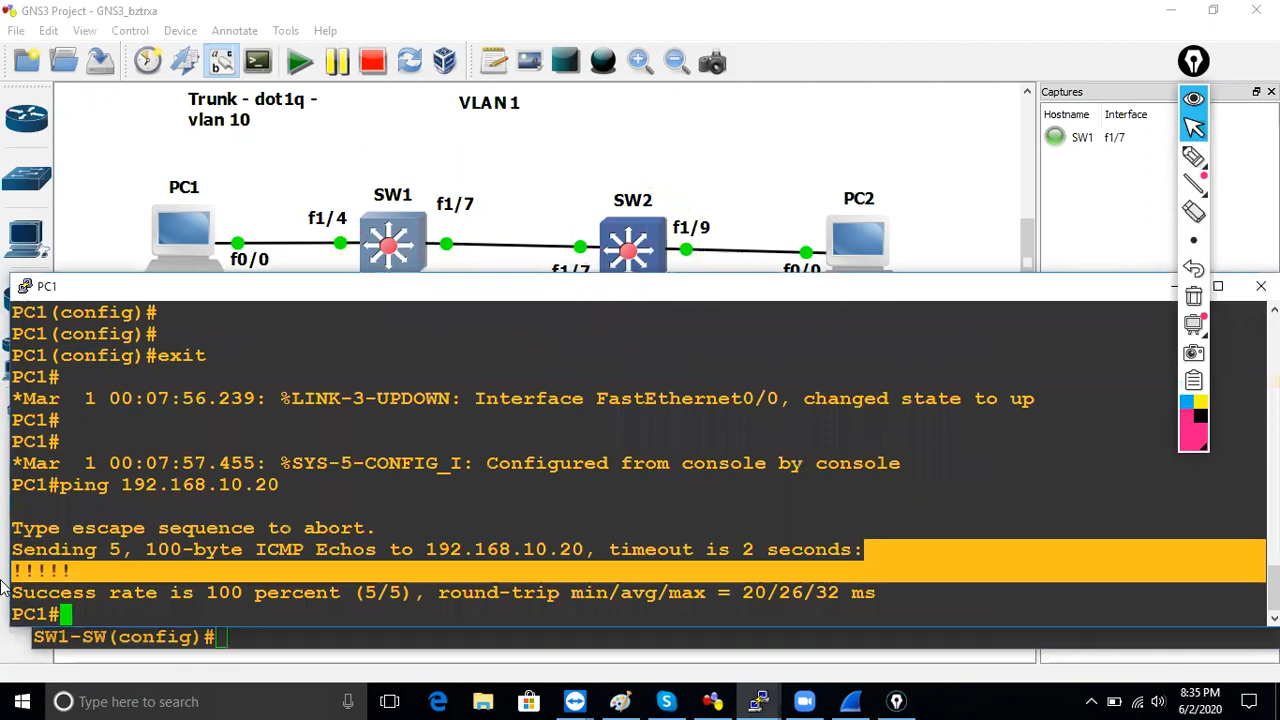 GNS3 Project - GNS3_bztrxa
File Edit View Control Device Annotate Tools Help
Trunk - dot1q -
vlan 10
VLAN 1
Captures
Hostname Interface
SW1 f1/7
PC1
SW1
SW2
PC2
f1/4
f1/7
f1/9
f0/0
f1/7
f0/0
PC1
PC1(config)#
PC1(config)#
PC1(config)#exit
PC1#
*Mar 1 00:07:56.239: %LINK-3-UPDOWN: Interface FastEthernet0/0, changed state to up
PC1#
PC1#
*Mar 1 00:07:57.455: %SYS-5-CONFIG_I: Configured from console by console
PC1#ping 192.168.10.20
Type escape sequence to abort.
Sending 5, 100-byte ICMP Echos to 192.168.10.20, timeout is 2 seconds:
!!!!!
Success rate is 100 percent (5/5), round-trip min/avg/max = 20/26/32 ms
PC1#
SW1-SW(config)#
Type here to search
8:35 PM
6/2/2020